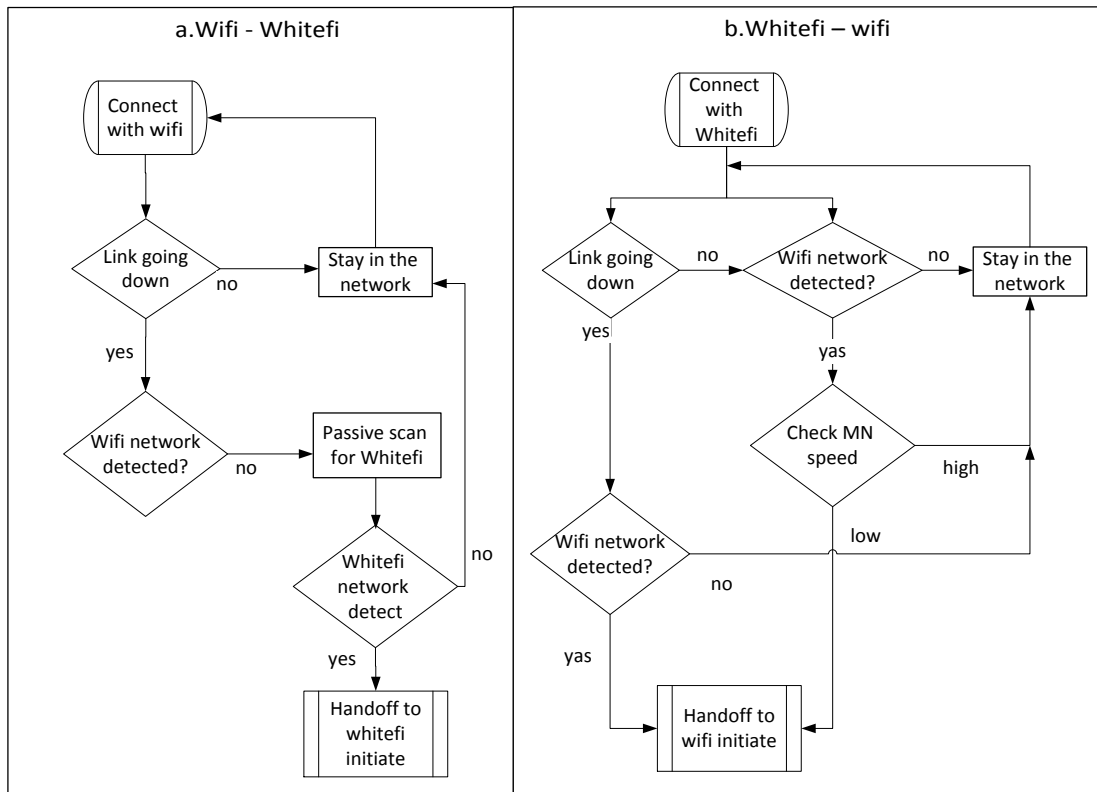 a.Wifi - Whitefi
Connect
with wifi
Link going
down
no
Stay in the
network
yes
Wifi network
detected?
no
Passive scan
for Whitefi
Whitefi
network
detect
no
yes
Handoff to
whitefi
initiate
b.Whitefi – wifi
Connect
with
Whitefi
Link going
down
no
Wifi network
detected?
no
Stay in the
network
yes
yas
Check MN
speed
high
low
Wifi network
detected?
no
yas
Handoff to
wifi initiate